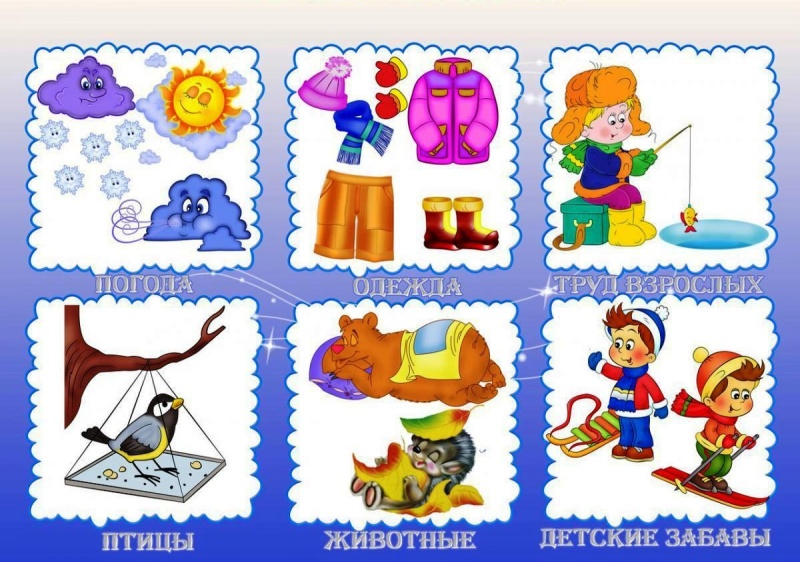 ПОГОДА
ОДЕЖДА
ТРУД ВЗРОСЛЫХ
ПТИЦЫ
ЖИВОТНЫЕ
ДЕТСКИЕ ЗАБАВЫ